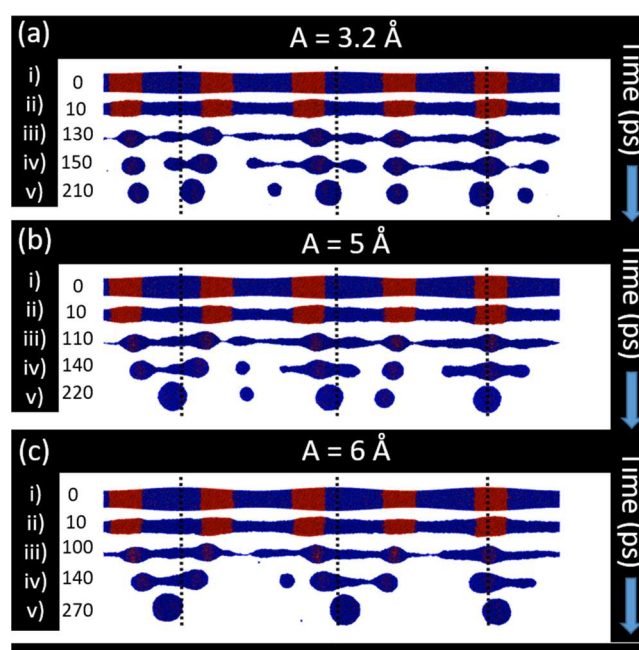 (a) A = 3.2 Å
i) 0
ii) 10
iii) 130
iv) 150
v) 210
Time (ps)
(b) A = 5 Å
i) 0
ii) 10
iii) 110
iv) 140
v) 220
Time (ps)
(c) A = 6 Å
i) 0
ii) 10
iii) 100
iv) 140
v) 270
Time (ps)